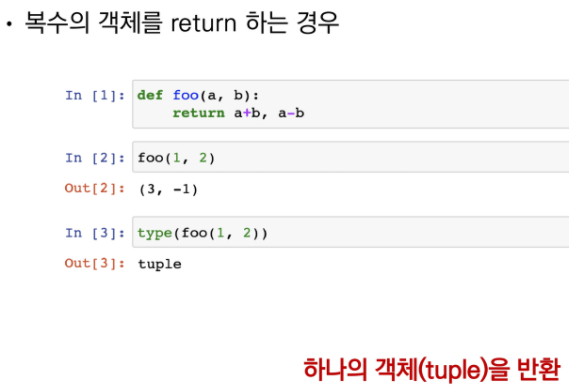 • 복수의 객체를 return 하는 경우
In [1]: def foo(a, b):
return a+b, a-b
In [2]: foo(1, 2)
Out[2]: (3, -1)
In [3]: type(foo(1, 2))
Out[3]: tuple
하나의 객체(tuple)을 반환